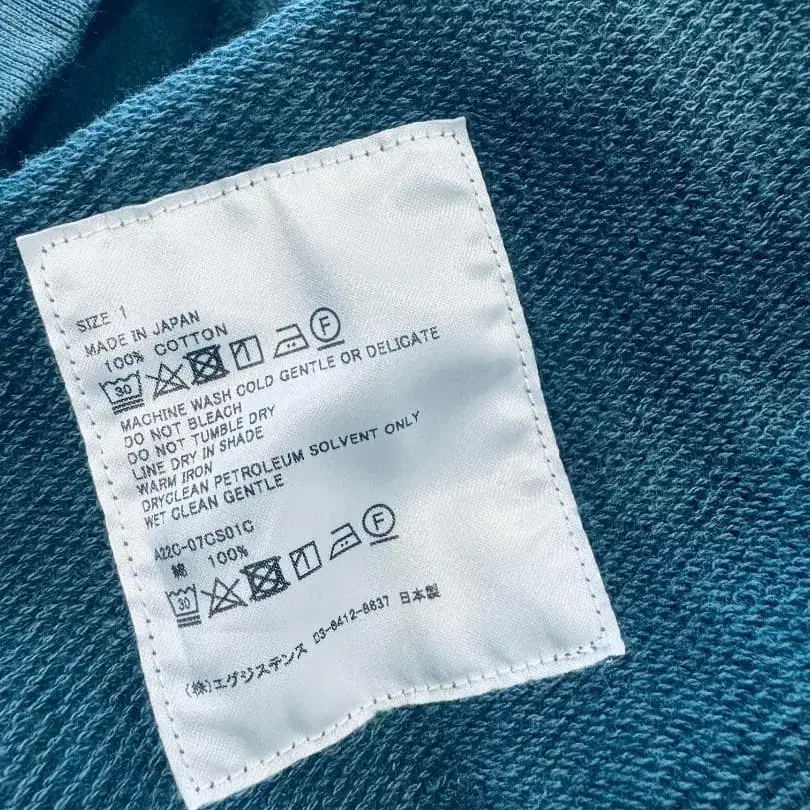 SIZE 1
MADE IN JAPAN
100% COTTON
30 F
MACHINE WASH COLD GENTLE OR DELICATE
DO NOT BLEACH
DO NOT TUMBLE DRY
LINE DRY IN SHADE
WARM IRON
DRYCLEAN PETROLEUM SOLVENT ONLY
WET CLEAN GENTLE
A22C-07CS01C
綿 100%
30 F
(株)エグジステンス 03-6412-8637 日本製